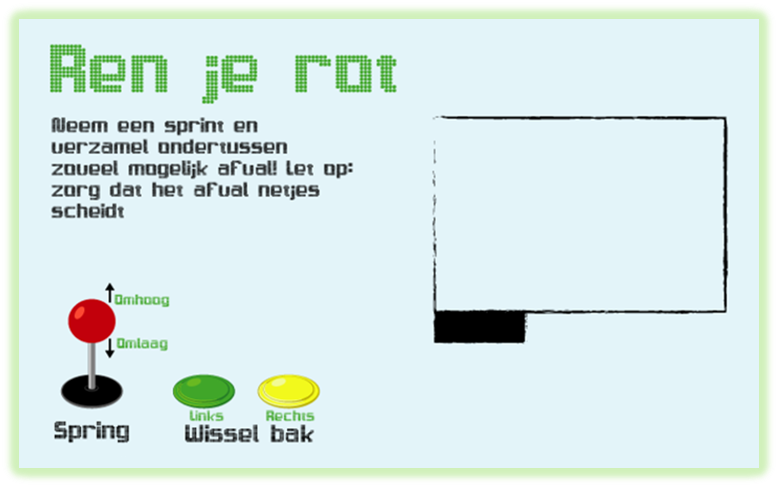 Ren je rot
Neem een sprint en
verzamel ondertussen
zoveel mogelijk afval! Let op:
zorg dat het afval netjes
scheidt
Omhoog
Omlaag
Spring
Links
Rechts
Wissel bak